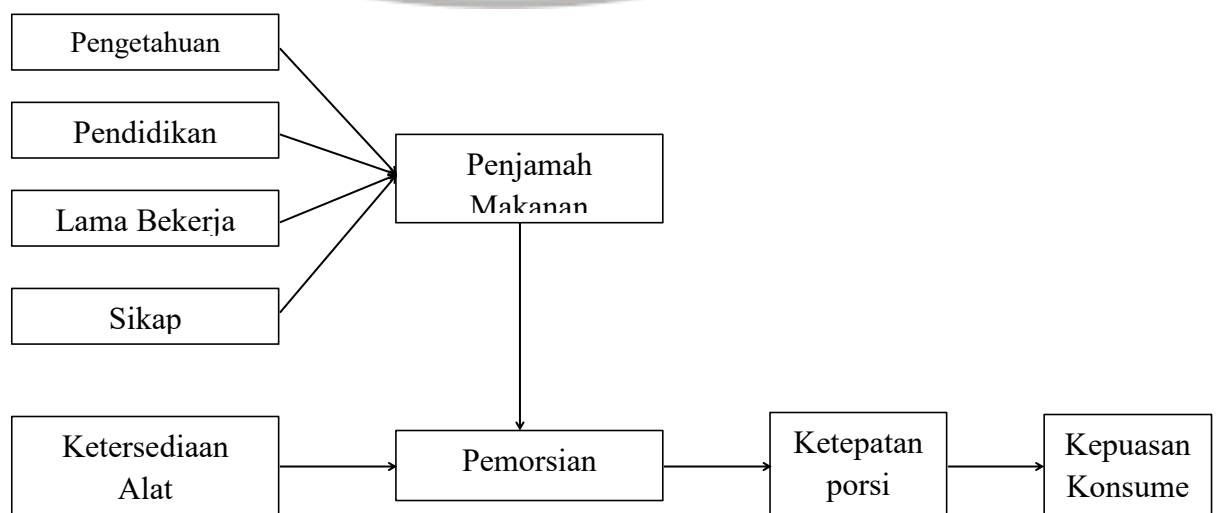 Pengetahuan
Pendidikan
Lama Bekerja
Sikap
Penjamah
Makanan
Ketersediaan
Alat
Pemorsian
Ketepatan
porsi
Kepuasan
Konsume